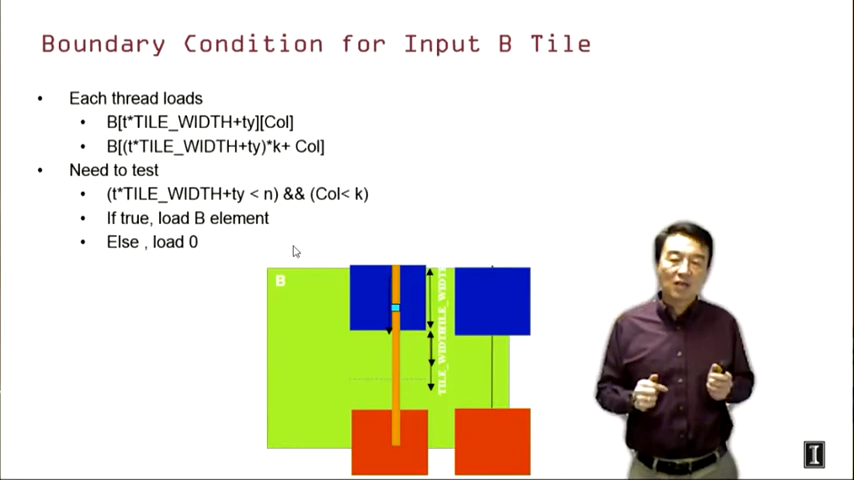 Boundary Condition for Input B Tile
• Each thread loads
• B[t*TILE_WIDTH+ty][Col]
• B[(t*TILE_WIDTH+ty)*k+ Col]
• Need to test
• (t*TILE_WIDTH+ty < n) && (Col< k)
• If true, load B element
• Else , load 0
B
TILE_WIDTH
I